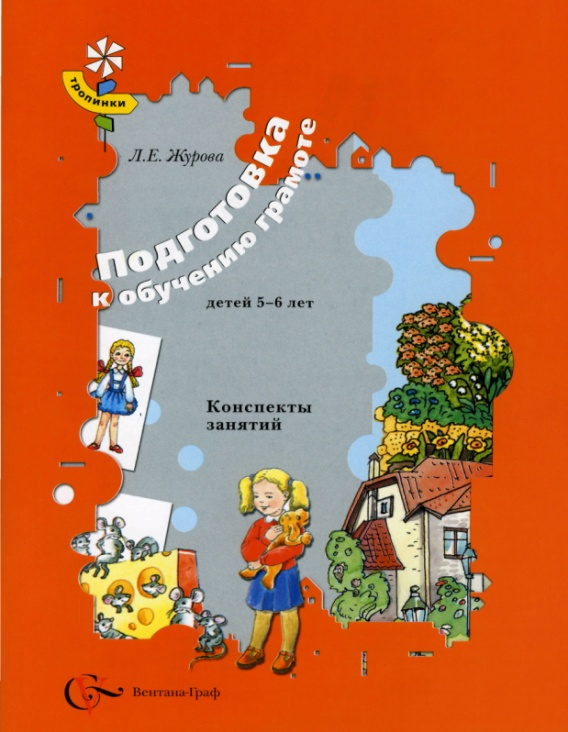 тропинки
Л.Е. Журова
Подготовка
к обучению грамоте
детей 5–6 лет
Конспекты
занятий
Вентана-Граф